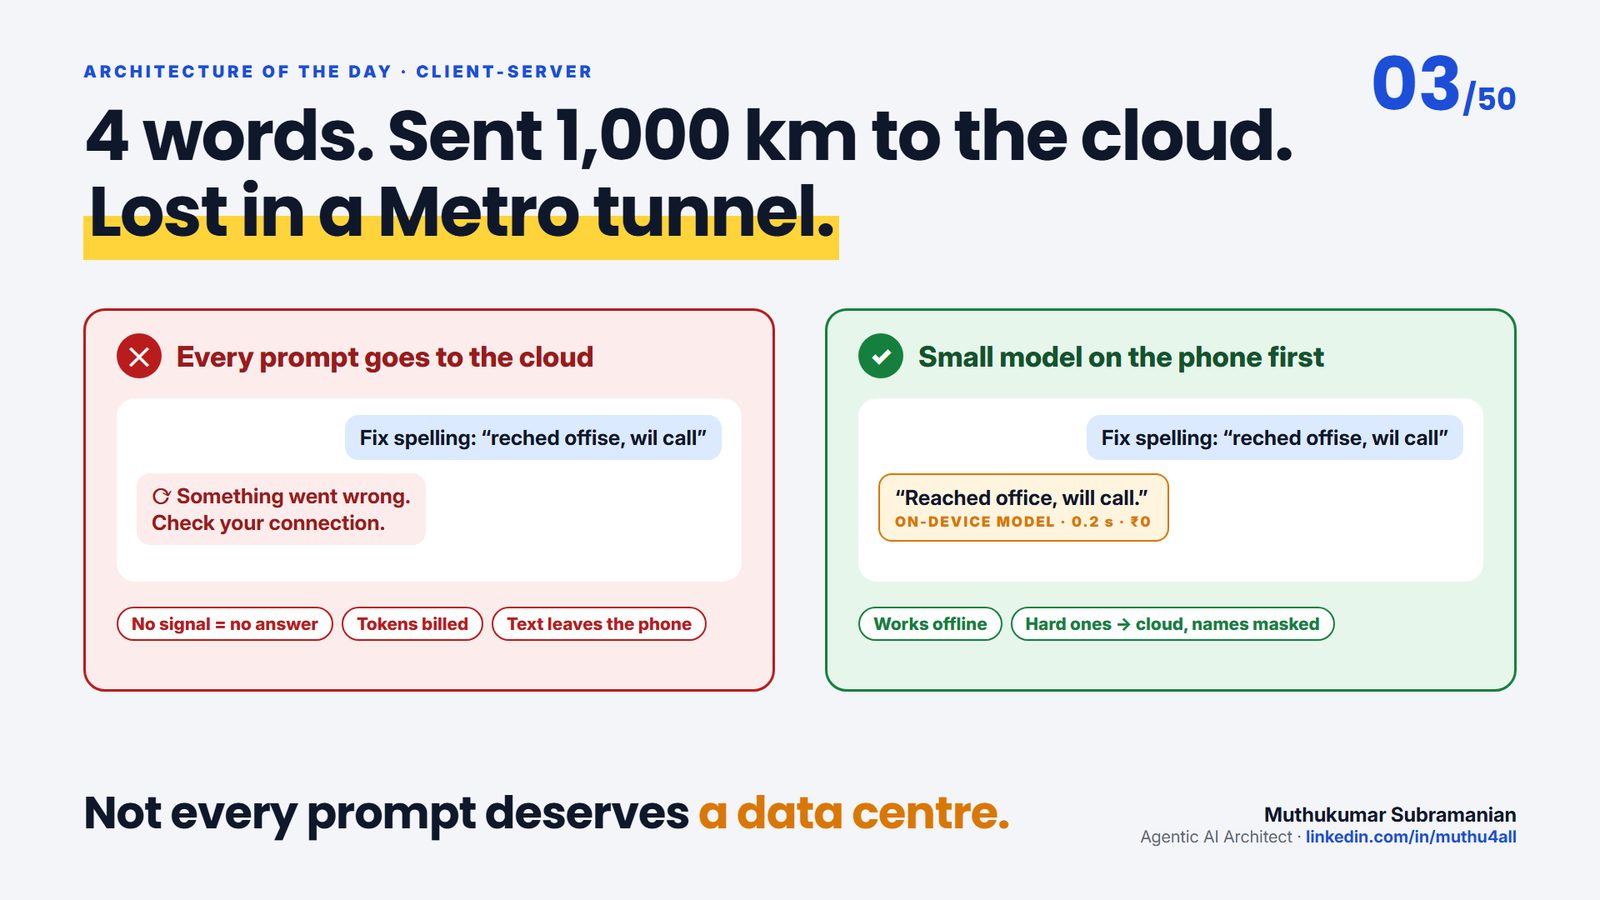 ARCHITECTURE OF THE DAY · CLIENT-SERVER
03/50
4 words. Sent 1,000 km to the cloud.
Lost in a Metro tunnel.
Every prompt goes to the cloud
Fix spelling: “reched offise, wil call”
⟳ Something went wrong.
Check your connection.
No signal = no answer
Tokens billed
Text leaves the phone
Small model on the phone first
Fix spelling: “reched offise, wil call”
“Reached office, will call.”
ON-DEVICE MODEL · 0.2 s · ₹0
Works offline
Hard ones → cloud, names masked
Not every prompt deserves a data centre.
Muthukumar Subramanian
Agentic AI Architect · linkedin.com/in/muthu4all